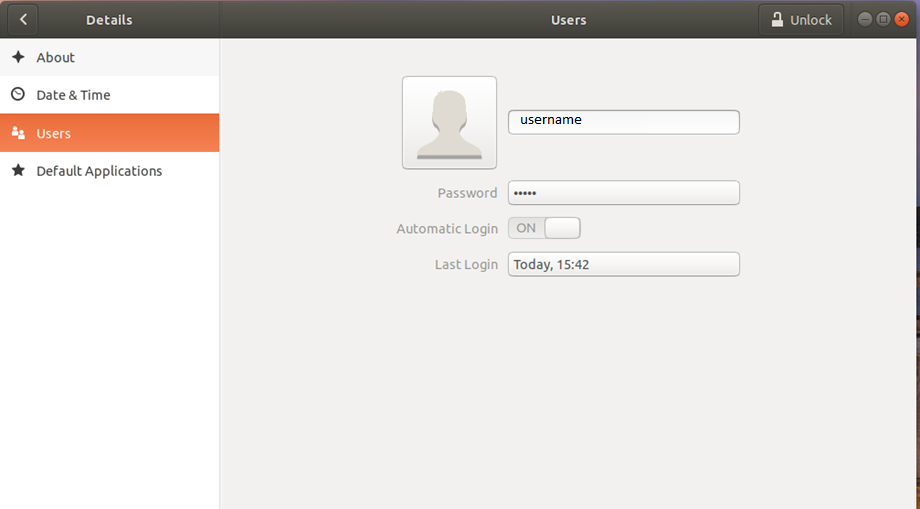 Details
Users
Unlock
About
Date & Time
Users
Default Applications
username
Password
•••••
Automatic Login
ON
Last Login
Today, 15:42